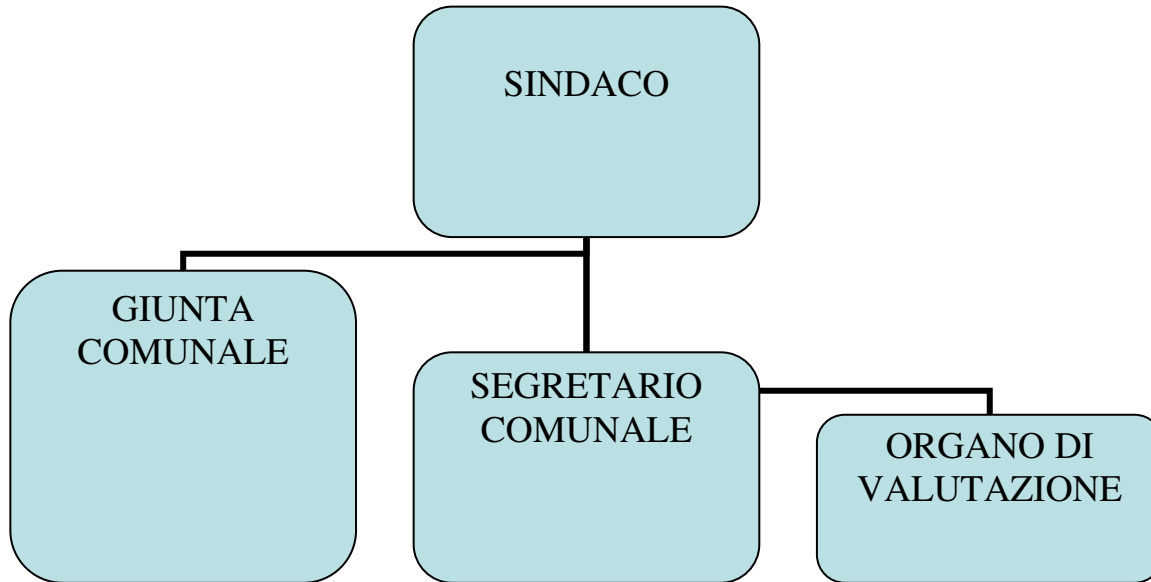 SINDACO
GIUNTA
COMUNALE
SEGRETARIO
COMUNALE
ORGANO DI
VALUTAZIONE